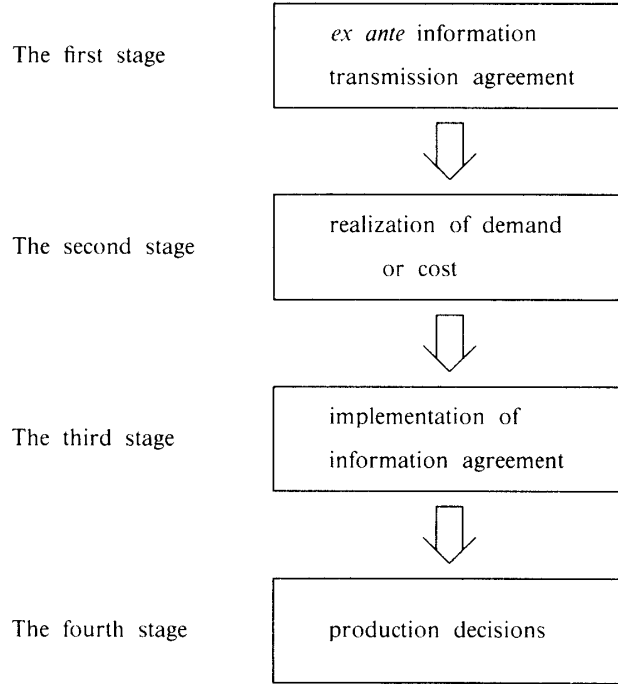 The first stage
ex ante information
transmission agreement
The second stage
realization of demand
or cost
The third stage
implementation of
information agreement
The fourth stage
production decisions